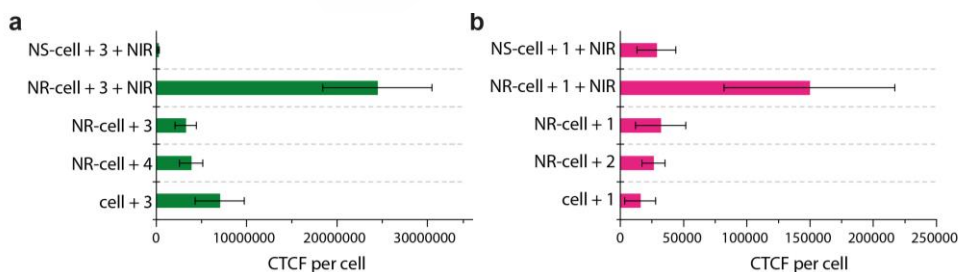 a
NS-cell + 3 + NIR
NR-cell + 3 + NIR
NR-cell + 3
NR-cell + 4
cell + 3
0 10000000 20000000 30000000
CTCF per cell
b
NS-cell + 1 + NIR
NR-cell + 1 + NIR
NR-cell + 1
NR-cell + 2
cell + 1
0 50000 100000 150000 200000 250000
CTCF per cell